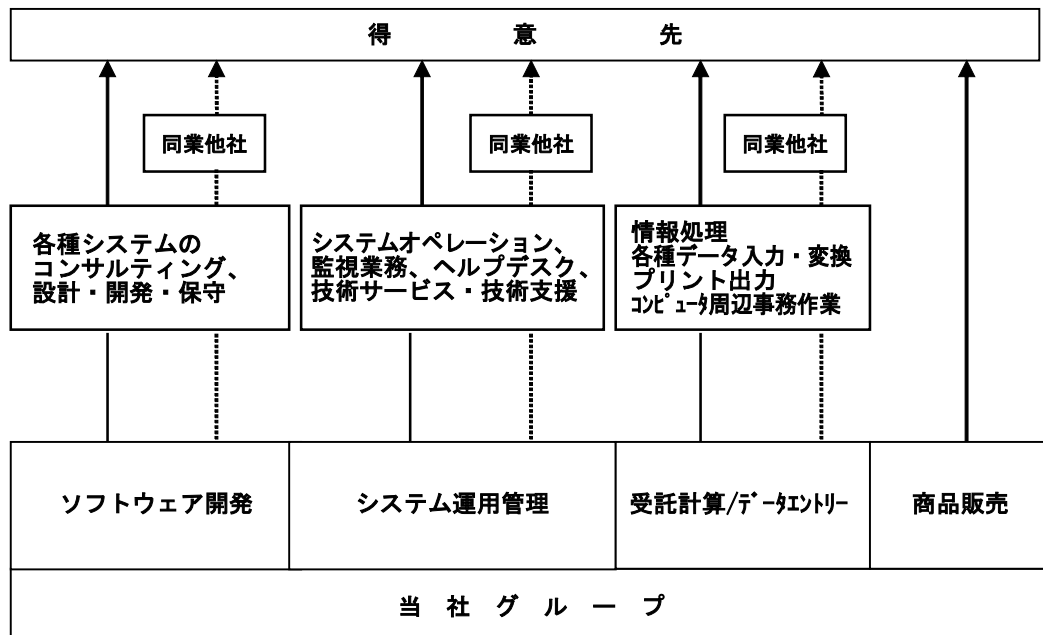 得意先
同業他社
同業他社
同業他社
各種システムの
コンサルティング、
設計・開発・保守
システムオペレーション、
監視業務、ヘルプデスク、
技術サービス・技術支援
情報処理
各種データ入力・変換
プリント出力
ｺﾝﾋﾟｭｰﾀ周辺事務作業
ソフトウェア開発
システム運用管理
受託計算/ﾃﾞｰﾀｴﾝﾄﾘｰ
商品販売
当社グループ